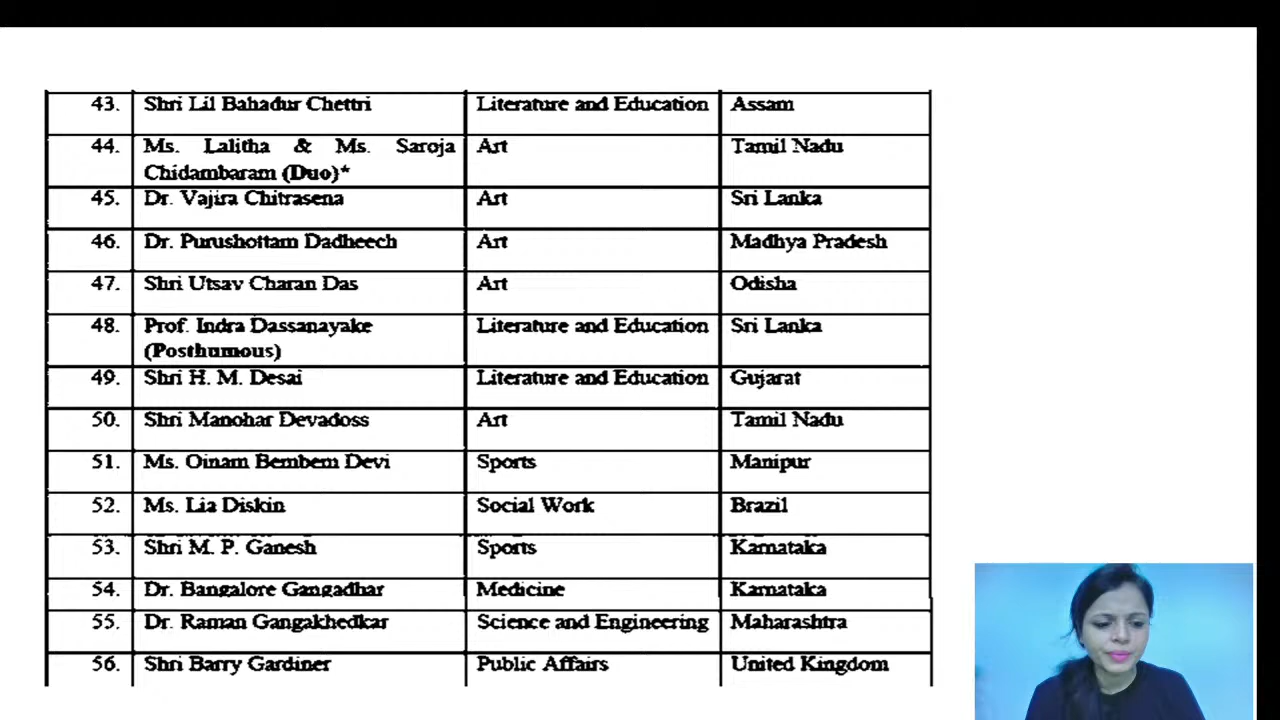 43. Shri Lil Bahadur Chettri Literature and Education Assam
44. Ms. Lalitha & Ms. Saroja Art Tamil Nadu
Chidambaram (Duo)*
45. Dr. Vajira Chitrasena Art Sri Lanka
46. Dr. Purushottam Dadheech Art Madhya Pradesh
47. Shri Utsav Charan Das Art Odisha
48. Prof. Indra Dassanayake Literature and Education Sri Lanka
(Posthumous)
49. Shri H. M. Desai Literature and Education Gujarat
50. Shri Manohar Devadoss Art Tamil Nadu
51. Ms. Oinam Bembem Devi Sports Manipur
52. Ms. Lia Diskin Social Work Brazil
53. Shri M. P. Ganesh Sports Karnataka
54. Dr. Bangalore Gangadhar Medicine Karnataka
55. Dr. Raman Gangakhedkar Science and Engineering Maharashtra
56. Shri Barry Gardiner Public Affairs United Kingdom